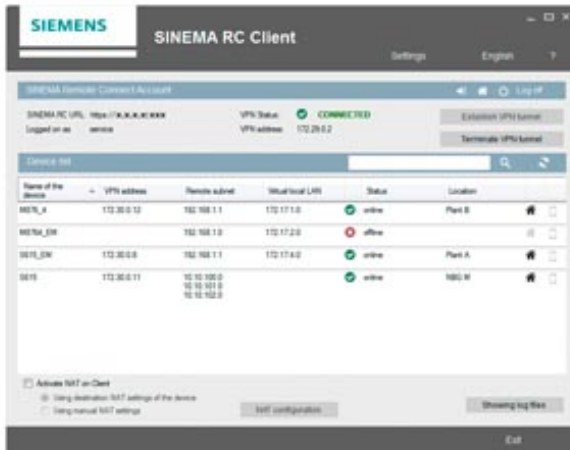 SIEMENS
SINEMA RC Client
Settings English ?
SINEMA Remote Connect Account Log off
SINEMA RC URL: https://x.x.x.x:xxx VPN Status: CONNECTED Establish VPN tunnel
Logged on as service VPN address: 172.29.0.2 Terminate VPN tunnel
Device list
Name of the device VPN address Remote subnet Virtual local LAN Status Location
M876_4 172.30.0.12 192.168.1.1 172.17.1.0 online Plant B
192.168.1.0 172.17.2.0 offline
S615_EM 172.30.0.8 192.168.1.1 172.17.4.0 online Plant A
S615 172.30.0.11 10.10.100.0 online NBG M
10.10.101.0
10.10.102.0
Activate NAT on Client
Using destination NAT settings of the device
Using manual NAT settings NAT configuration Showing log files
Exit